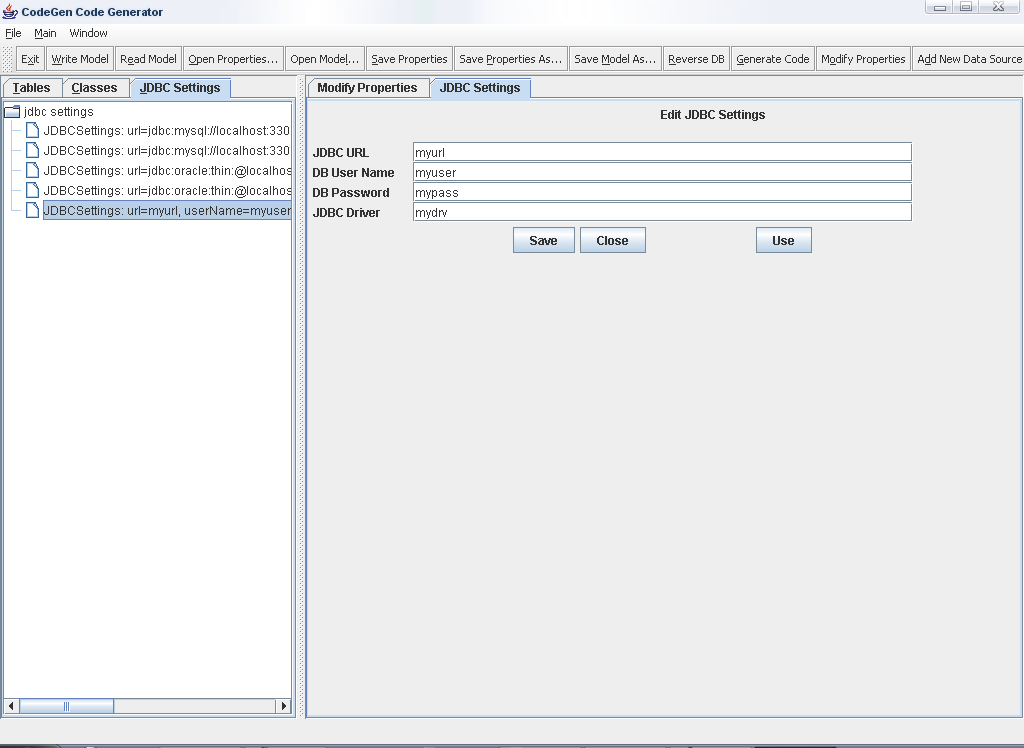 CodeGen Code Generator
File Main Window
Exit Write Model Read Model Open Properties... Open Model... Save Properties Save Properties As... Save Model As... Reverse DB Generate Code Modify Properties Add New Data Source
Tables Classes JDBC Settings Modify Properties JDBC Settings
jdbc settings
JDBCSettings: url=jdbc:mysql://localhost:330
JDBCSettings: url=jdbc:mysql://localhost:330
JDBCSettings: url=jdbc:oracle:thin:@localhos
JDBCSettings: url=jdbc:oracle:thin:@localhos
JDBCSettings: url=myurl, userName=myuser
Edit JDBC Settings
JDBC URL myurl
DB User Name myuser
DB Password mypass
JDBC Driver mydrv
Save Close Use